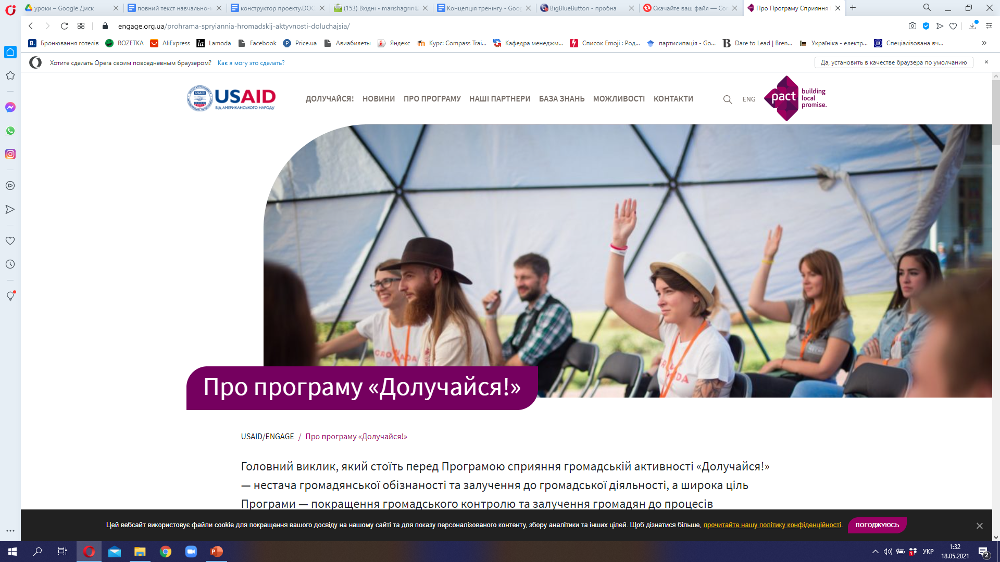 уроки – Google Диск
повний текст навчально-м
конструктор проекту.DOC
(153) Вхідні • marishagrin@
Концепція тренінгу - Goo
BigBlueButton - пробна
Скачайте ваш файл — Co
Про Програму Сприяння
engage.org.ua/prohrama-spryiannia-hromadskij-aktyvnosti-doluchajsia/
Бронювання готелів
ROZETKA
AliExpress
Lamoda
Facebook
Price.ua
Авиабилеты
Яндекс
Курс: Compass Trai...
Кафедра менеджм...
Список Emoji : Род...
партисипація - Go...
Dare to Lead | Bren...
Україніка - електр...
Спеціалізована вч...
Хотите сделать Opera своим повседневным браузером? Как я могу это сделать?
Да, установить в качестве браузера по умолчанию
USAID
ВІД АМЕРИКАНСЬКОГО НАРОДУ
ДОЛУЧАЙСЯ! НОВИНИ ПРО ПРОГРАМУ НАШІ ПАРТНЕРИ БАЗА ЗНАНЬ МОЖЛИВОСТІ КОНТАКТИ
ENG
pact
building
local
promise.
Про програму «Долучайся!»
USAID/ENGAGE / Про програму «Долучайся!»
Головний виклик, який стоїть перед Програмою сприяння громадській активності «Долучайся!»
— нестача громадянської обізнаності та залучення до громадської діяльності, а широка ціль
Програми — покращення громадського контролю та залучення громадян до процесів
Цей вебсайт використовує файли cookie для покращення вашого досвіду на нашому сайті та для показу персоналізованого контенту, збору аналітики та інших цілей. Щоб дізнатися більше, прочитайте нашу політику конфіденційності.
ПОГОДЖУЮСЬ
УКР
1:32
18.05.2021
2